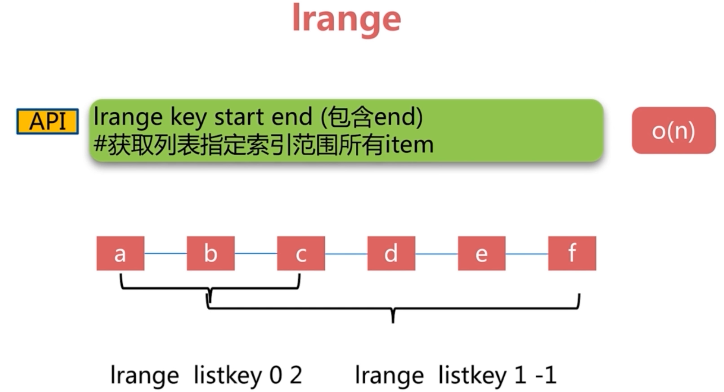 lrange
API
lrange key start end (包含end)
#获取列表指定索引范围所有item
o(n)
a b c d e f
lrange listkey 0 2
lrange listkey 1 -1